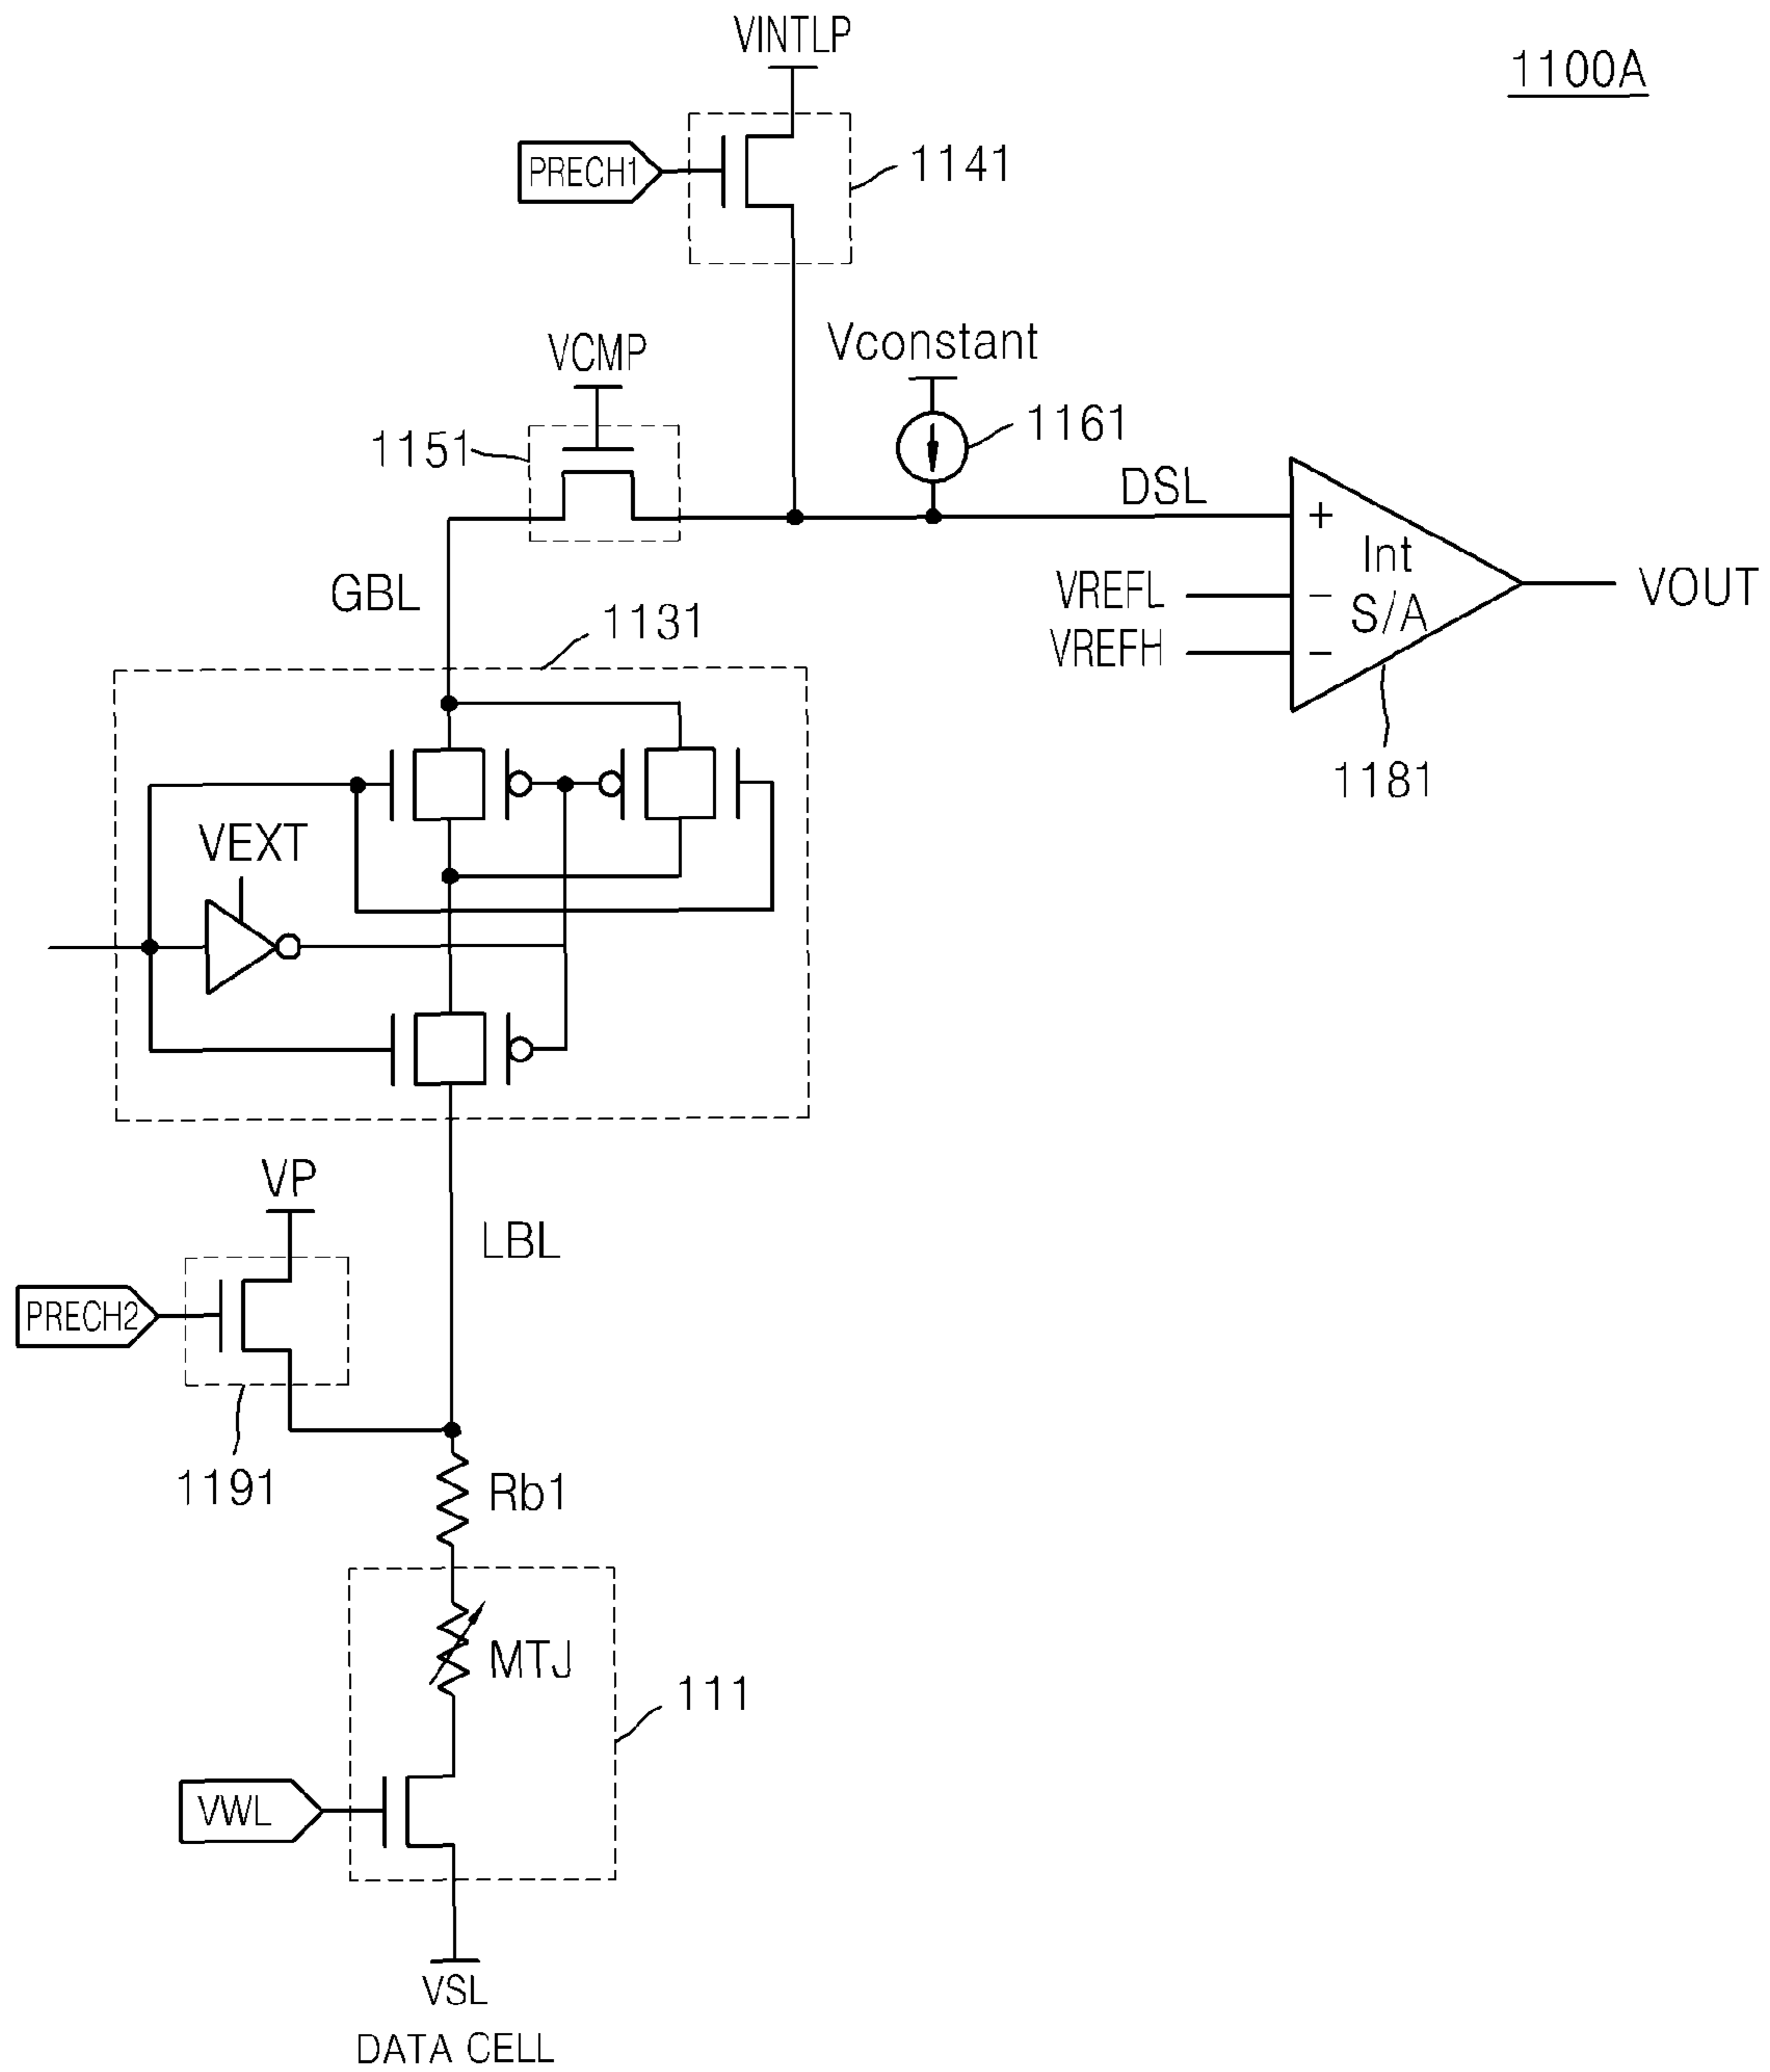 VINTLP
1100A
PRECH1
1141
VCMP
Vconstant
1151
1161
DSL
+
Int
S/A
GBL
VREFL
−
VOUT
VREFH
−
1131
1181
VEXT
VP
LBL
PRECH2
1191
Rb1
MTJ
111
VWL
VSL
DATA CELL